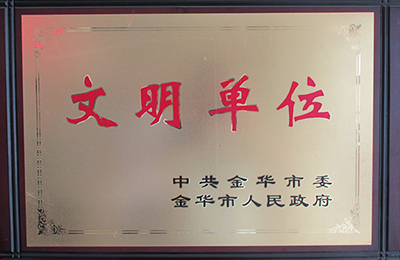 文明单位
中共金华市委
金华市人民政府